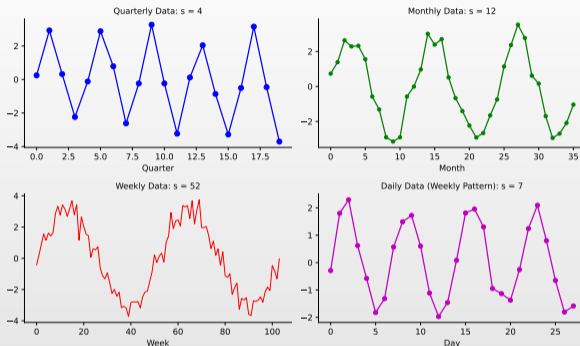 Quarterly Data: s = 4
2
0
−2
−4
0.0 2.5 5.0 7.5 10.0 12.5 15.0 17.5
Quarter
Monthly Data: s = 12
2
0
−2
0 5 10 15 20 25 30 35
Month
Weekly Data: s = 52
4
2
0
−2
−4
0 20 40 60 80 100
Week
Daily Data (Weekly Pattern): s = 7
2
1
0
−1
−2
0 5 10 15 20 25
Day